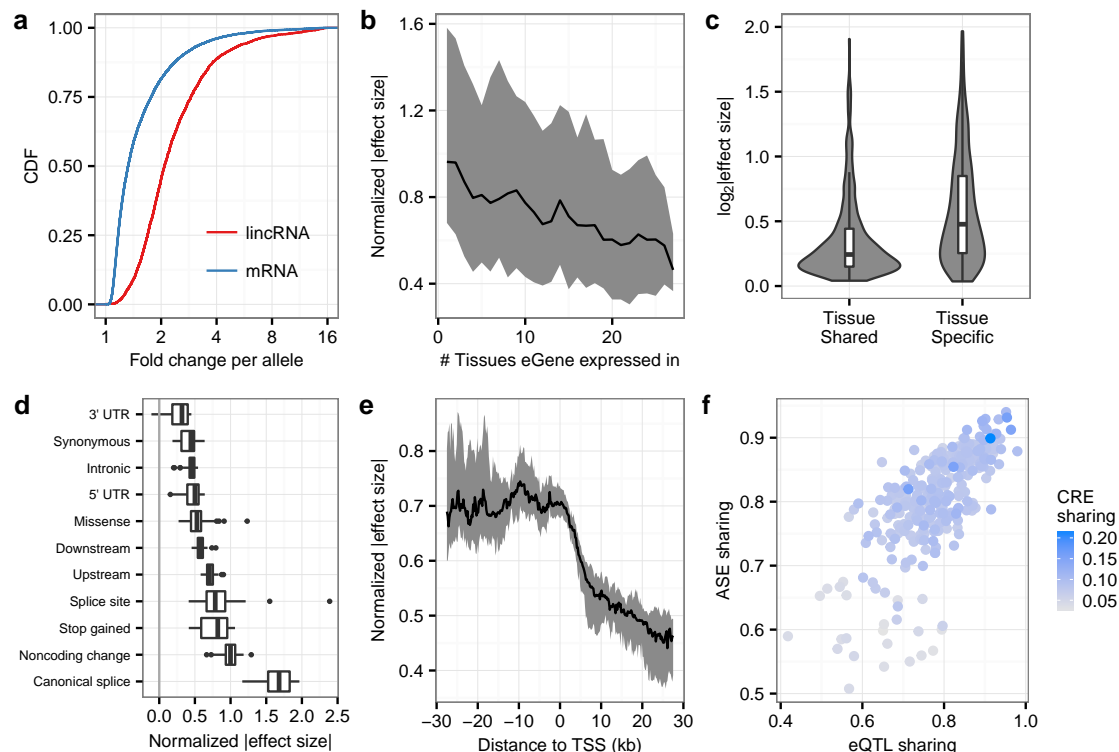 a
1.00
0.75
0.50
0.25
0.00
CDF
lincRNA
mRNA
1 2 4 8 16
Fold change per allele
b
1.6
1.2
0.8
0.4
Normalized |effect size|
0 10 20
# Tissues eGene expressed in
c
2.0
1.5
1.0
0.5
0.0
log2|effect size|
Tissue Shared
Tissue Specific
d
3' UTR
Synonymous
Intronic
5' UTR
Missense
Downstream
Upstream
Splice site
Stop gained
Noncoding change
Canonical splice
0.0 0.5 1.0 1.5 2.0 2.5
Normalized |effect size|
e
0.8
0.7
0.6
0.5
0.4
Normalized |effect size|
−30 −20 −10 0 10 20 30
Distance to TSS (kb)
f
0.9
0.8
0.7
0.6
0.5
ASE sharing
0.4 0.6 0.8 1.0
eQTL sharing
CRE
sharing
0.20
0.15
0.10
0.05